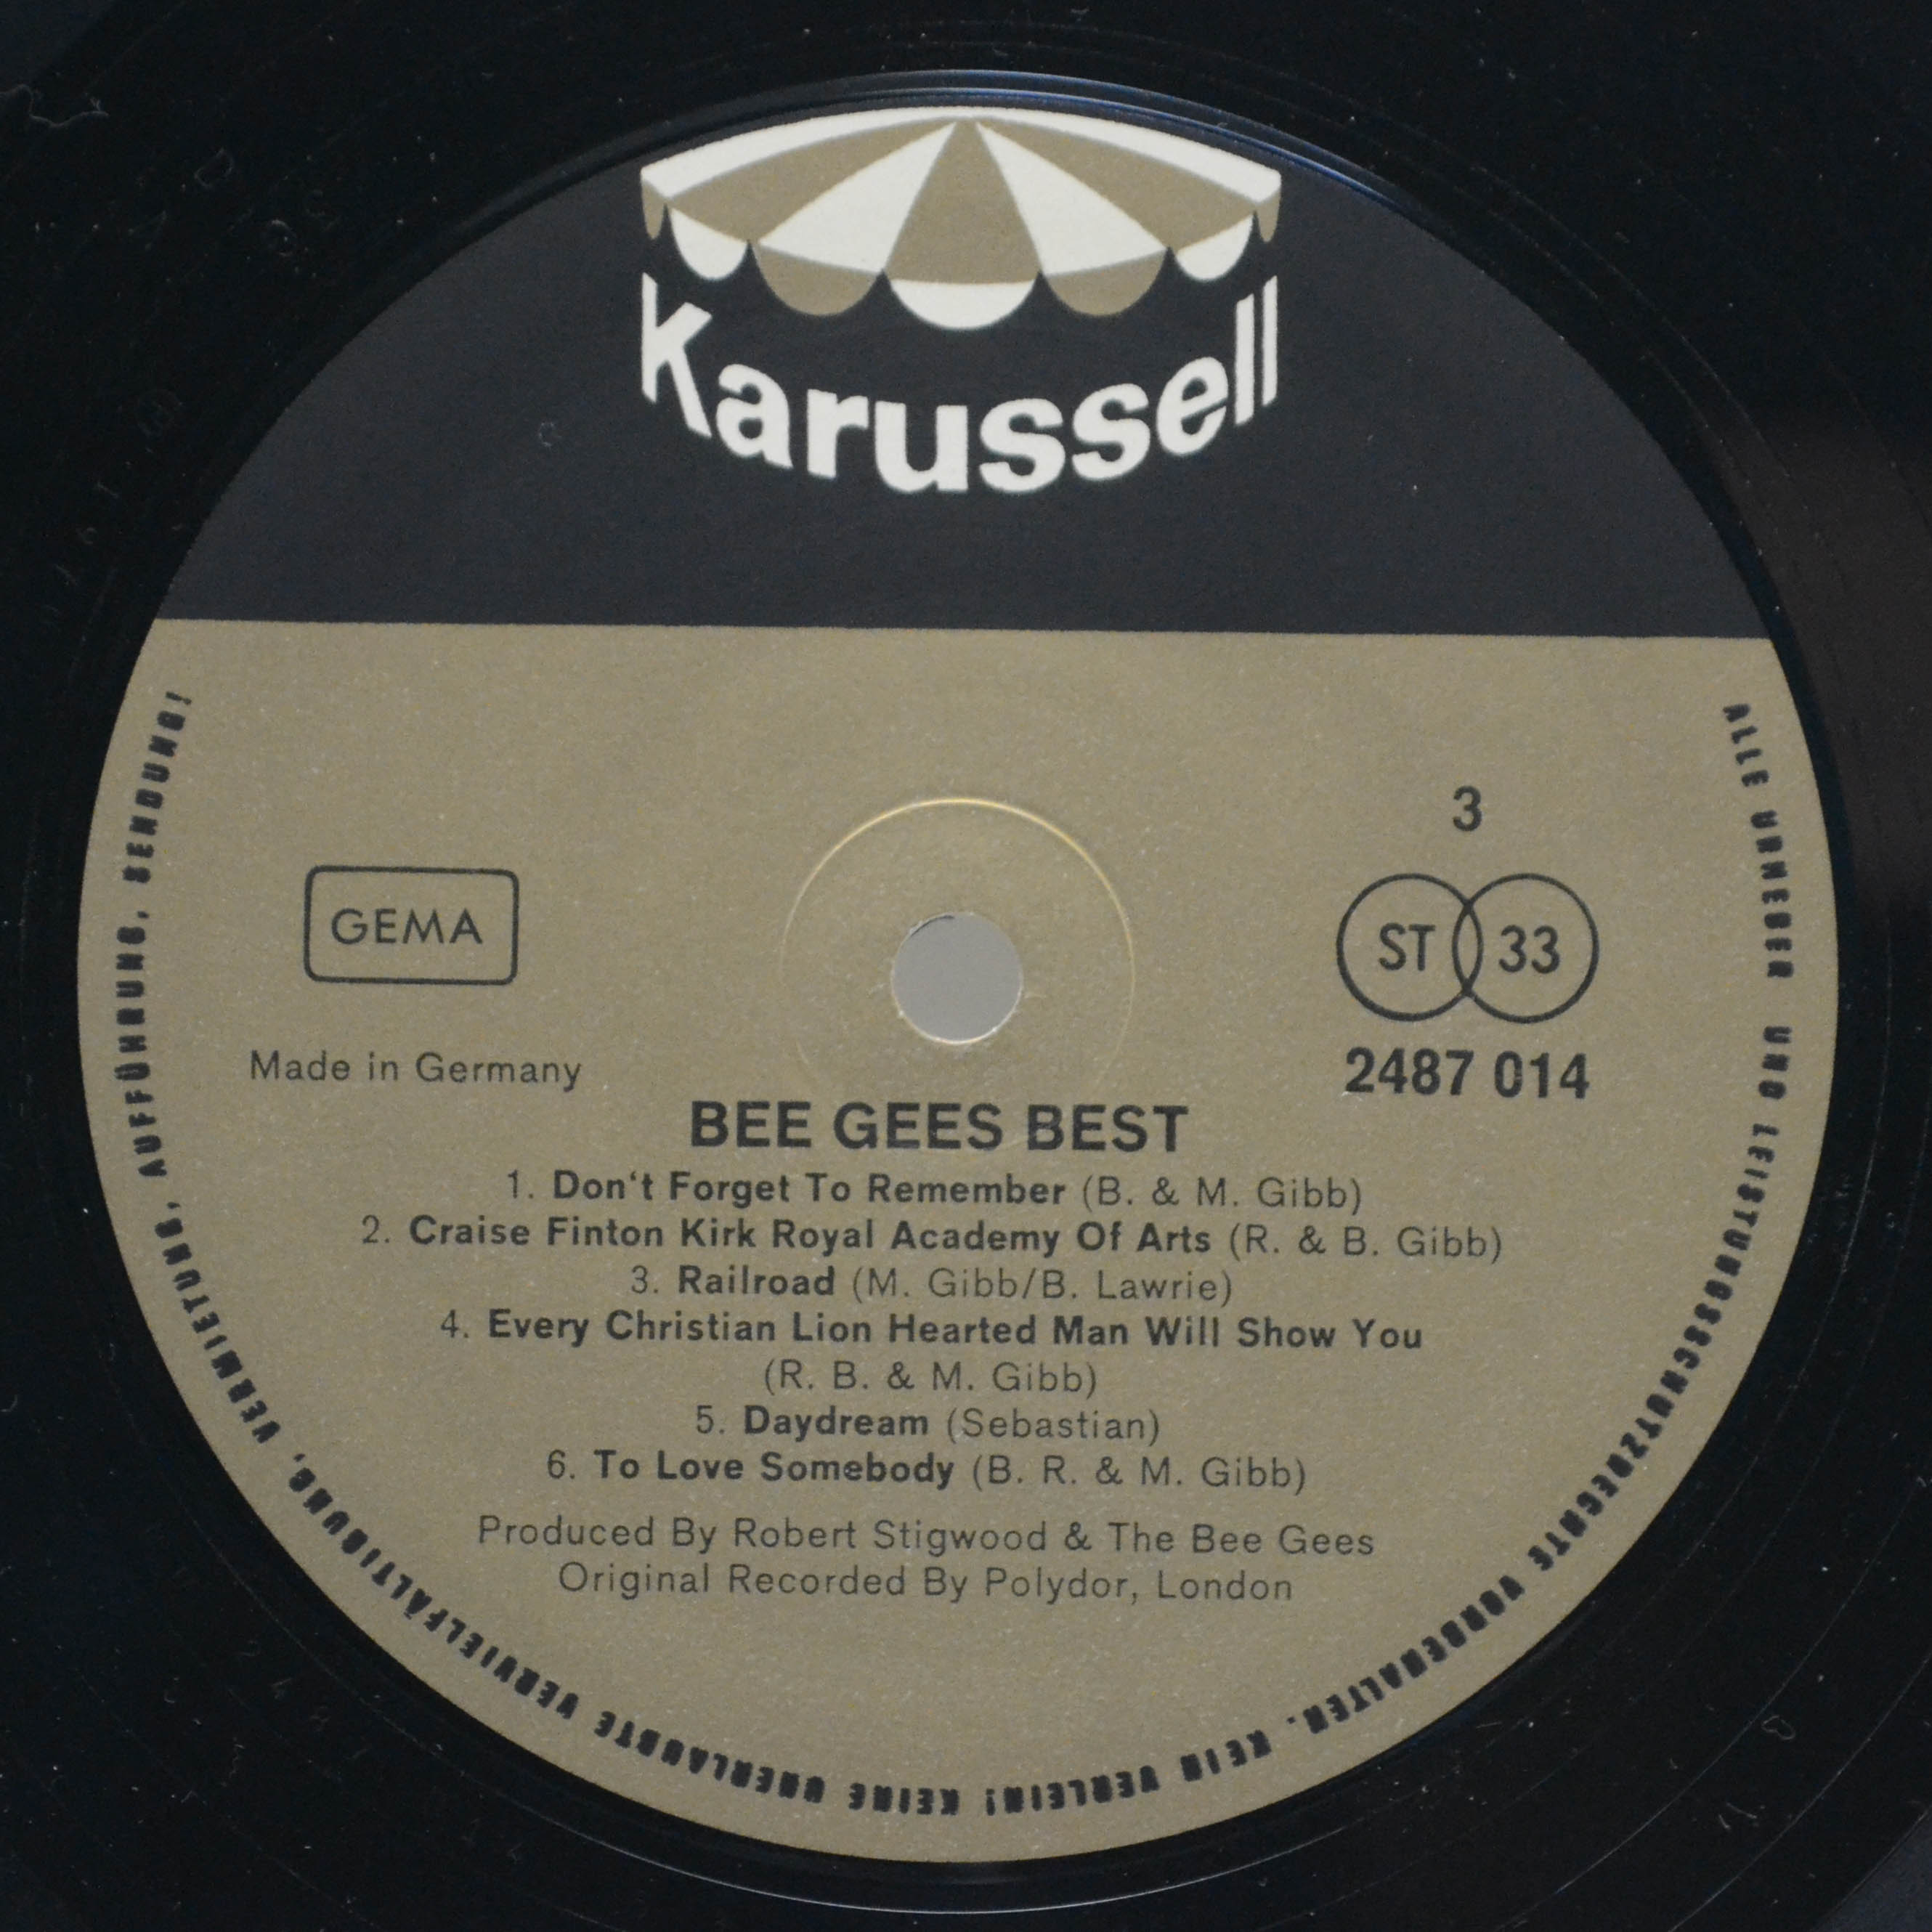 Karussell
3
GEMA
ST 33
Made in Germany
2487 014
BEE GEES BEST
1. Don't Forget To Remember (B. & M. Gibb)
2. Craise Finton Kirk Royal Academy Of Arts (R. & B. Gibb)
3. Railroad (M. Gibb/B. Lawrie)
4. Every Christian Lion Hearted Man Will Show You
(R. B. & M. Gibb)
5. Daydream (Sebastian)
6. To Love Somebody (B. R. & M. Gibb)
Produced By Robert Stigwood & The Bee Gees
Original Recorded By Polydor, London
ALLE URHEBER UND LEISTUNGSSCHUTZRECHTE VORBEHALTEN. KEIN VERLEIH! KEINE UNERLAUBTE VERVIELFÄLTIGUNG, VERMIETUNG, AUFFÜHRUNG, SENDUNG!